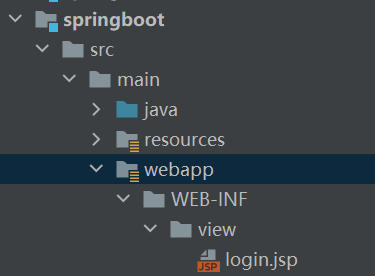 springboot
src
main
java
resources
webapp
WEB-INF
view
JSP login.jsp